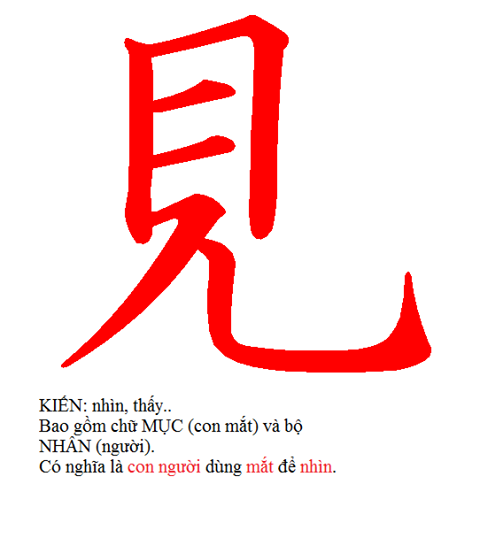 見
KIẾN: nhìn, thấy..
Bao gồm chữ MỤC (con mắt) và bộ
NHÂN (người).
Có nghĩa là con người dùng mắt để nhìn.